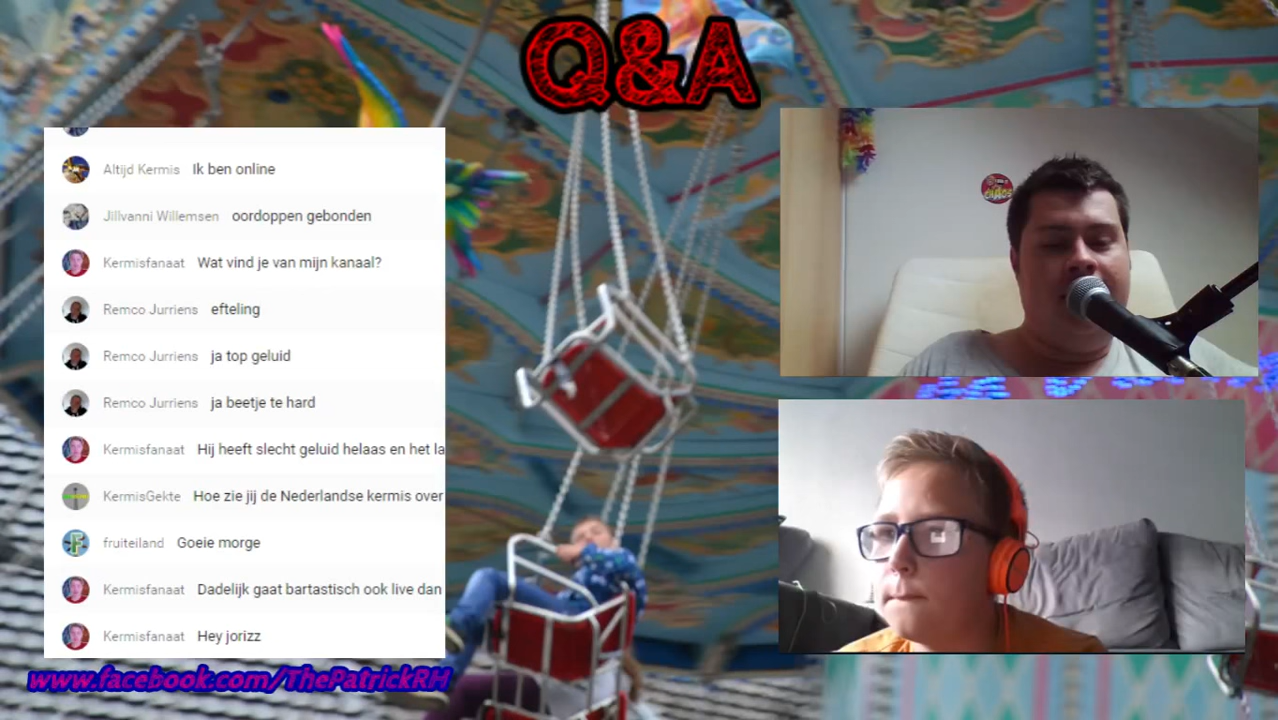 Q&A
Altijd Kermis Ik ben online
Jillvanni Willemsen oordoppen gebonden
Kermisfanaat Wat vind je van mijn kanaal?
Remco Jurriens efteling
Remco Jurriens ja top geluid
Remco Jurriens ja beetje te hard
Kermisfanaat Hij heeft slecht geluid helaas en het la
KermisGekte Hoe zie jij de Nederlandse kermis over
fruiteiland Goeie morge
Kermisfanaat Dadelijk gaat bartastisch ook live dan
Kermisfanaat Hey jorizz
www.facebook.com/ThePatrickRH